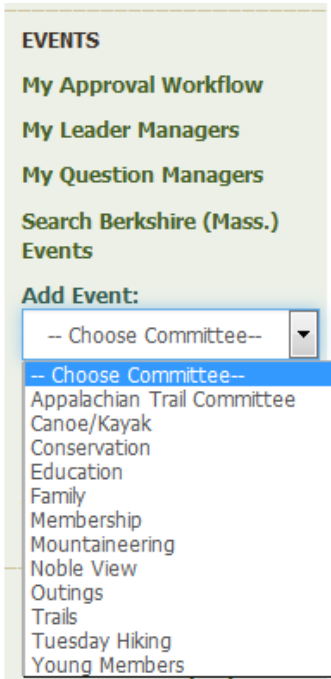 EVENTS
My Approval Workflow
My Leader Managers
My Question Managers
Search Berkshire (Mass.)
Events
Add Event:
-- Choose Committee--
-- Choose Committee--
Appalachian Trail Committee
Canoe/Kayak
Conservation
Education
Family
Membership
Mountaineering
Noble View
Outings
Trails
Tuesday Hiking
Young Members